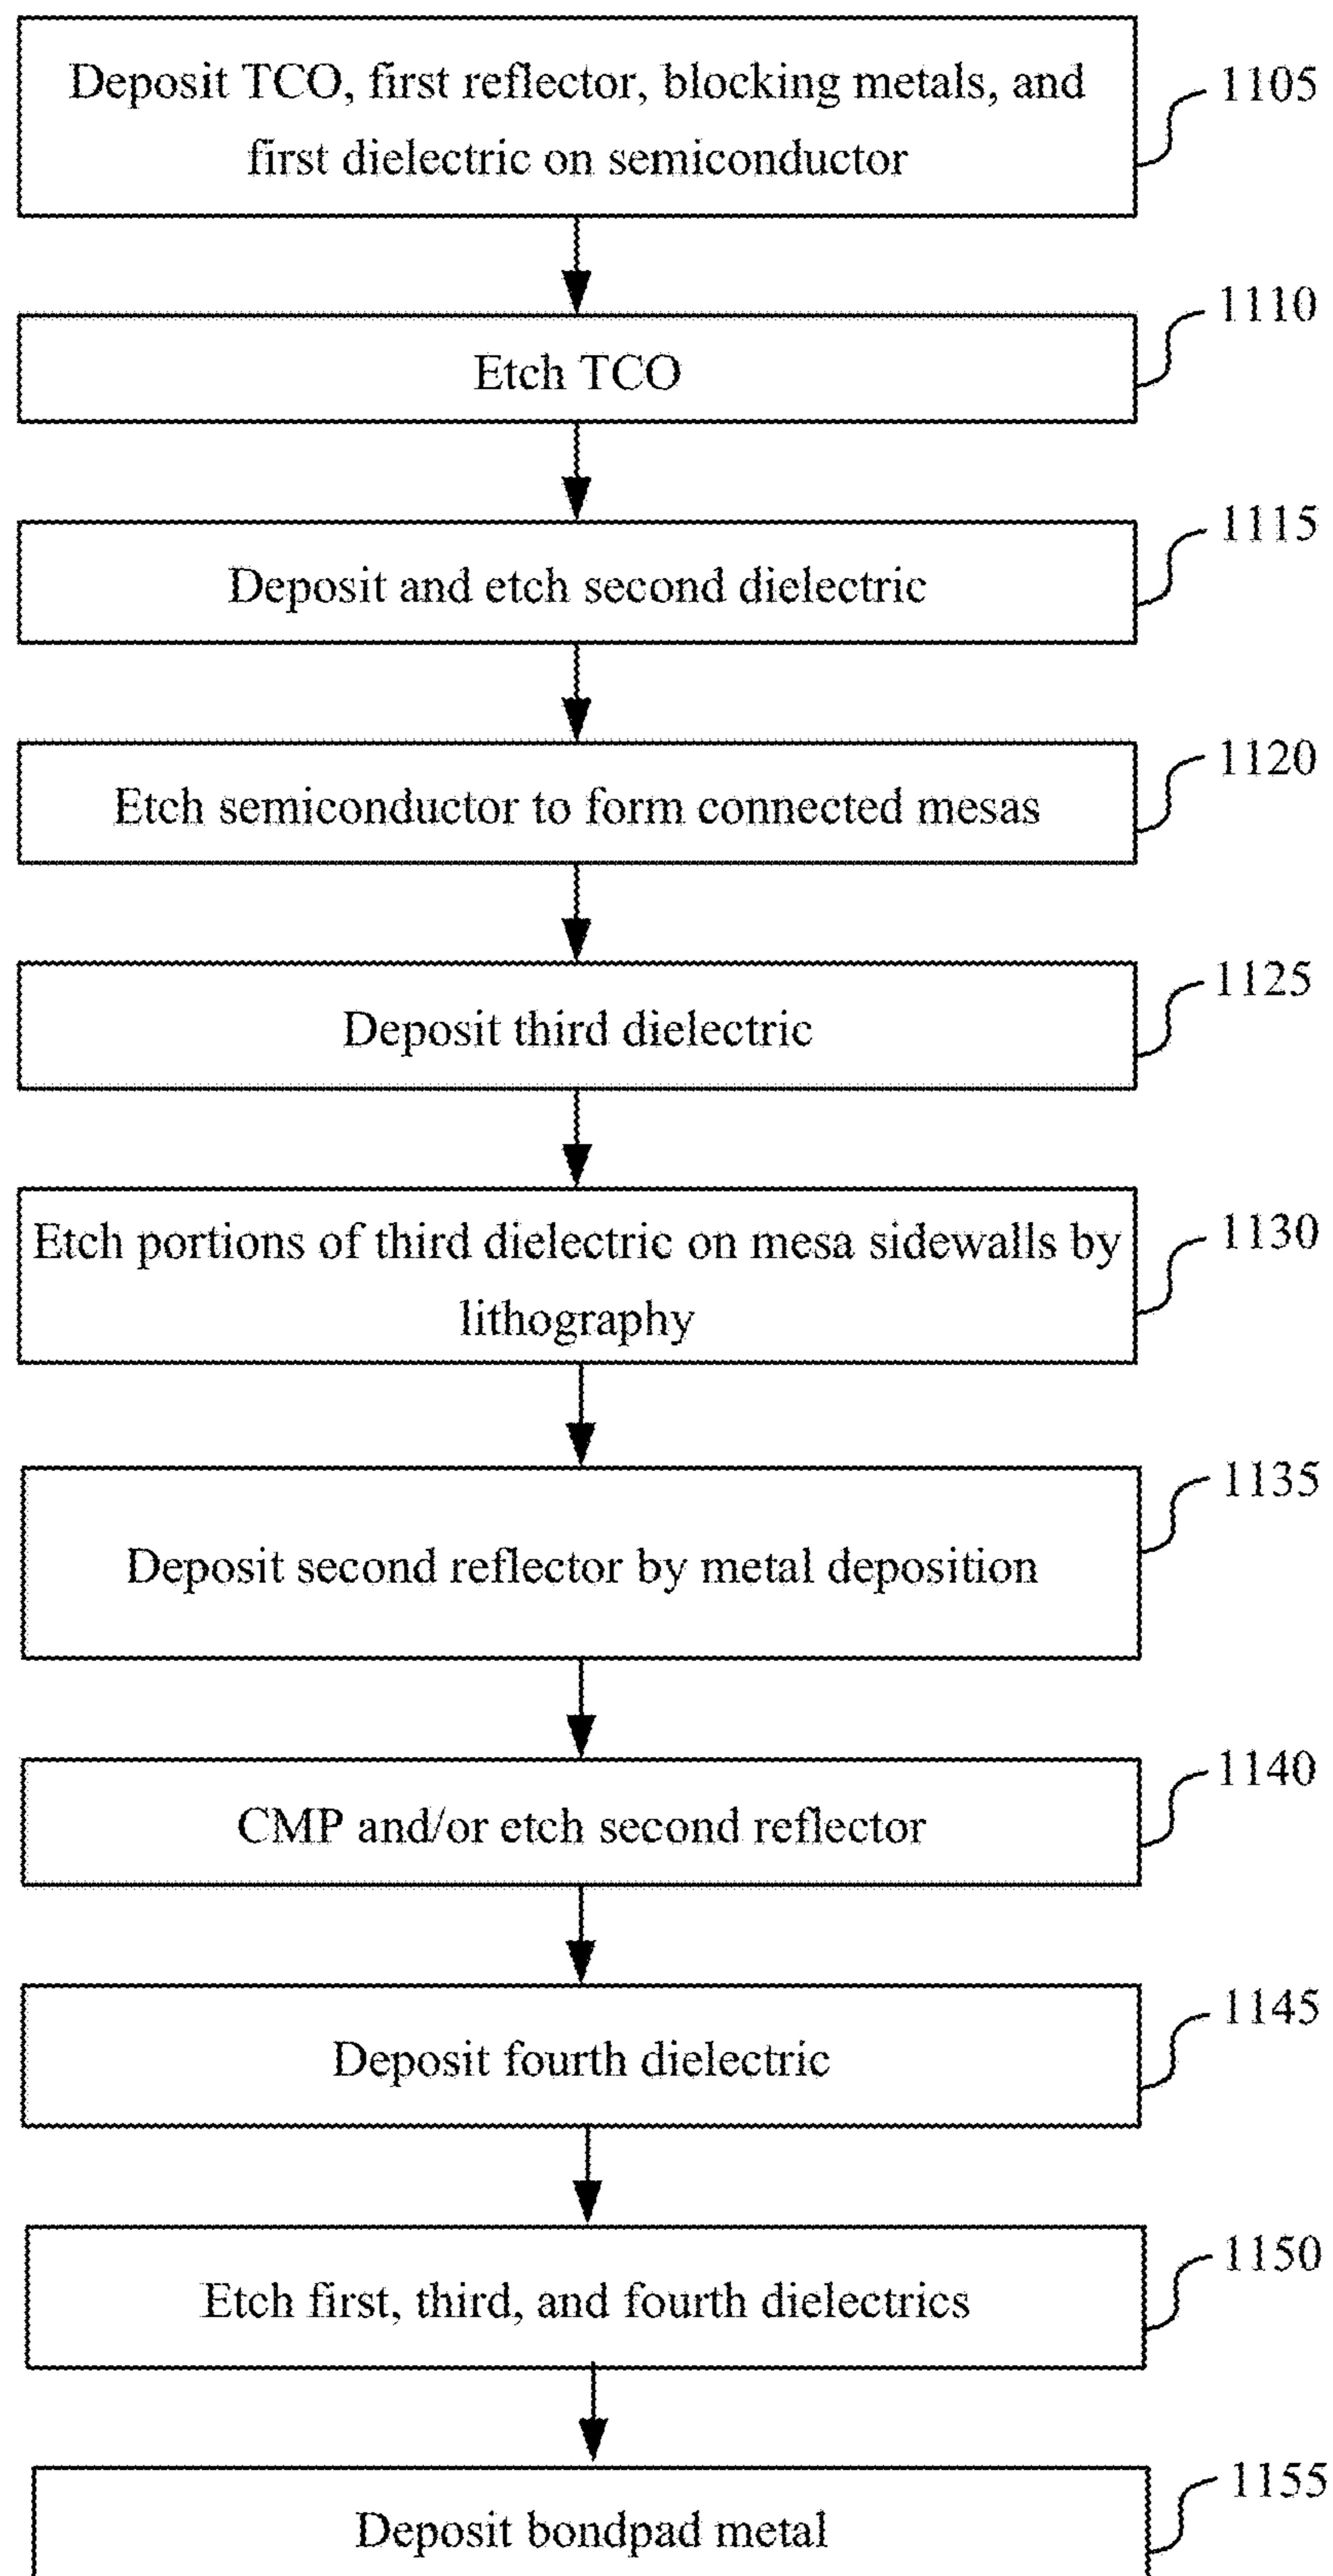 Deposit TCO, first reflector, blocking metals, and
first dielectric on semiconductor
1105
1110
Etch TCO
1115
Deposit and etch second dielectric
1120
Etch semiconductor to form connected mesas
1125
Deposit third dielectric
1130
Etch portions of third dielectric on mesa sidewalls by
lithography
1135
Deposit second reflector by metal deposition
1140
CMP and/or etch second reflector
1145
Deposit fourth dielectric
1150
Etch first, third, and fourth dielectrics
1155
Deposit bondpad metal